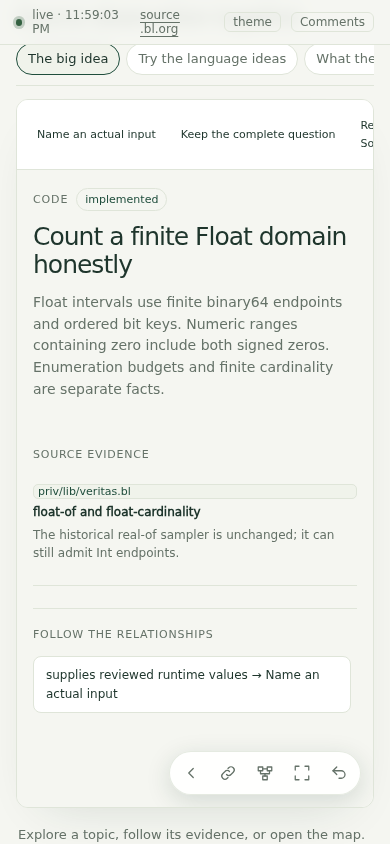 live · 11:59:03
PM
source
.bl.org
theme
Comments
The big idea
Try the language ideas
What the
Name an actual input
Keep the complete question
Re
So
CODE
implemented
Count a finite Float domain
honestly
Float intervals use finite binary64 endpoints
and ordered bit keys. Numeric ranges
containing zero include both signed zeros.
Enumeration budgets and finite cardinality
are separate facts.
SOURCE EVIDENCE
priv/lib/veritas.bl
float-of and float-cardinality
The historical real-of sampler is unchanged; it can
still admit Int endpoints.
FOLLOW THE RELATIONSHIPS
supplies reviewed runtime values → Name an
actual input
Explore a topic, follow its evidence, or open the map.